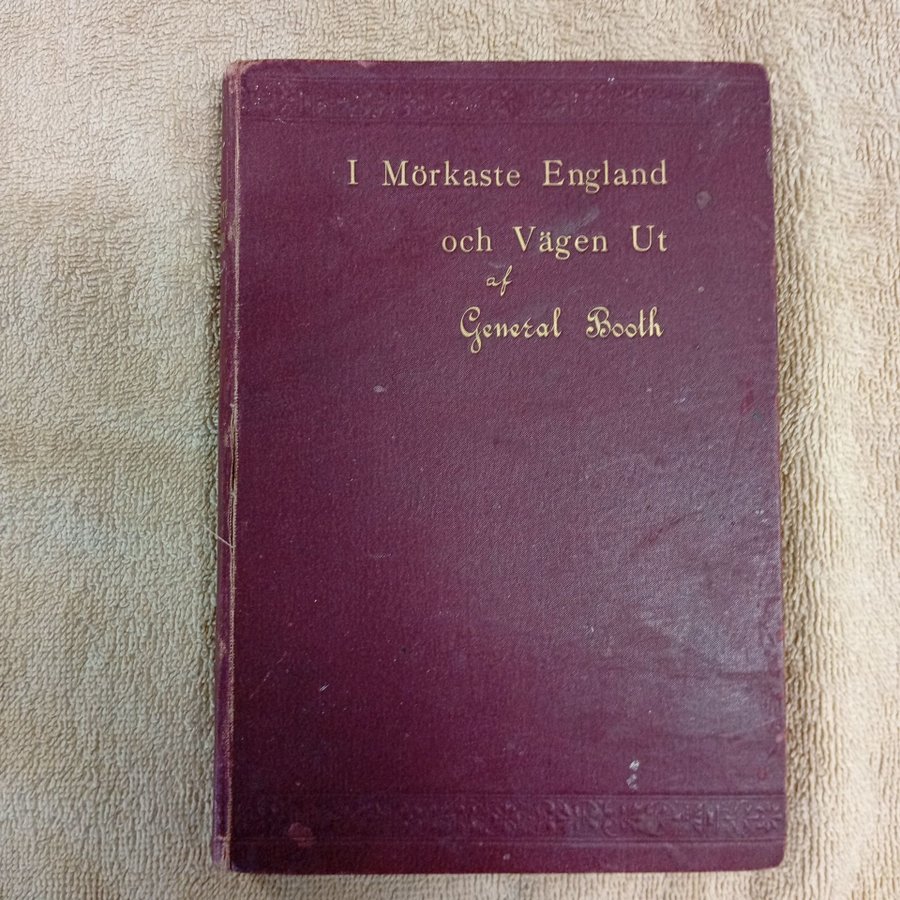 I Mörkaste England
och Vägen Ut
af
General Booth